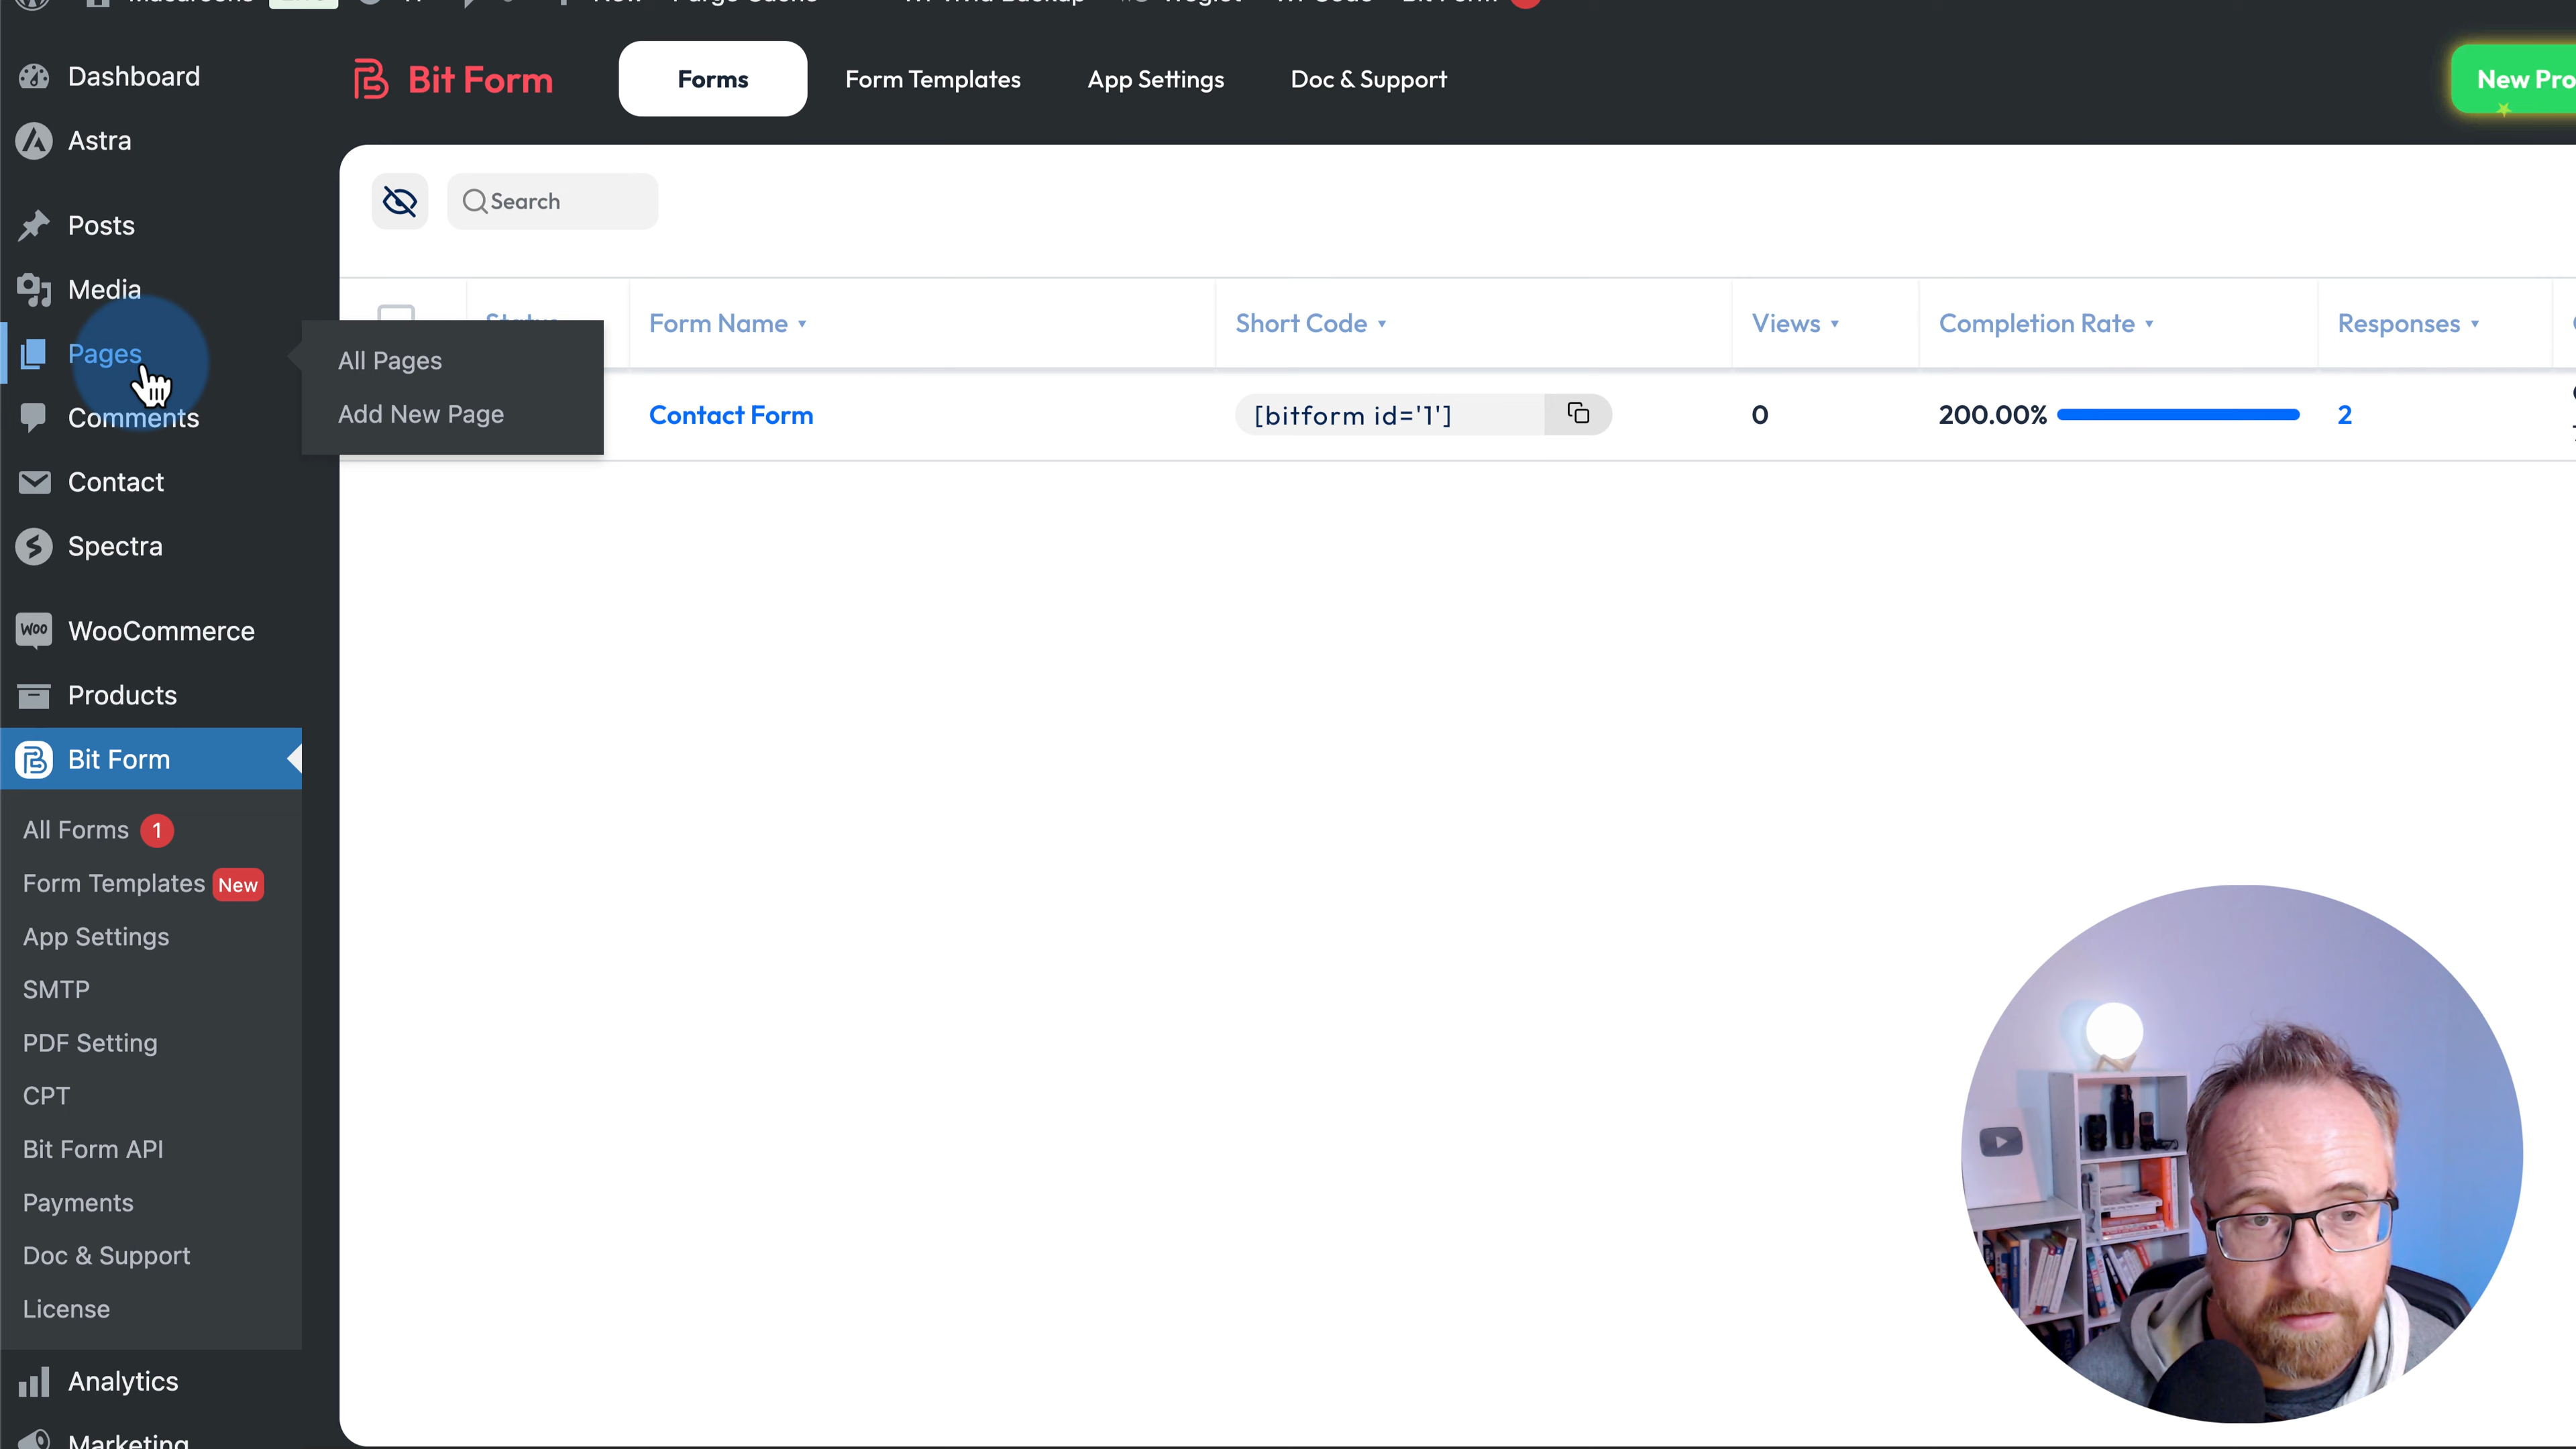 Dashboard
Astra
Posts
Media
Pages
Comments
Contact
Spectra
WooCommerce
Products
Bit Form
All Forms 1
Form Templates New
App Settings
SMTP
PDF Setting
CPT
Bit Form API
Payments
Doc & Support
License
Analytics
Marketing
All Pages
Add New Page
Bit Form
Forms
Form Templates
App Settings
Doc & Support
New Pro
Search
Form Name
Short Code
Views
Completion Rate
Responses
Contact Form
[bitform id='1']
0
200.00%
2